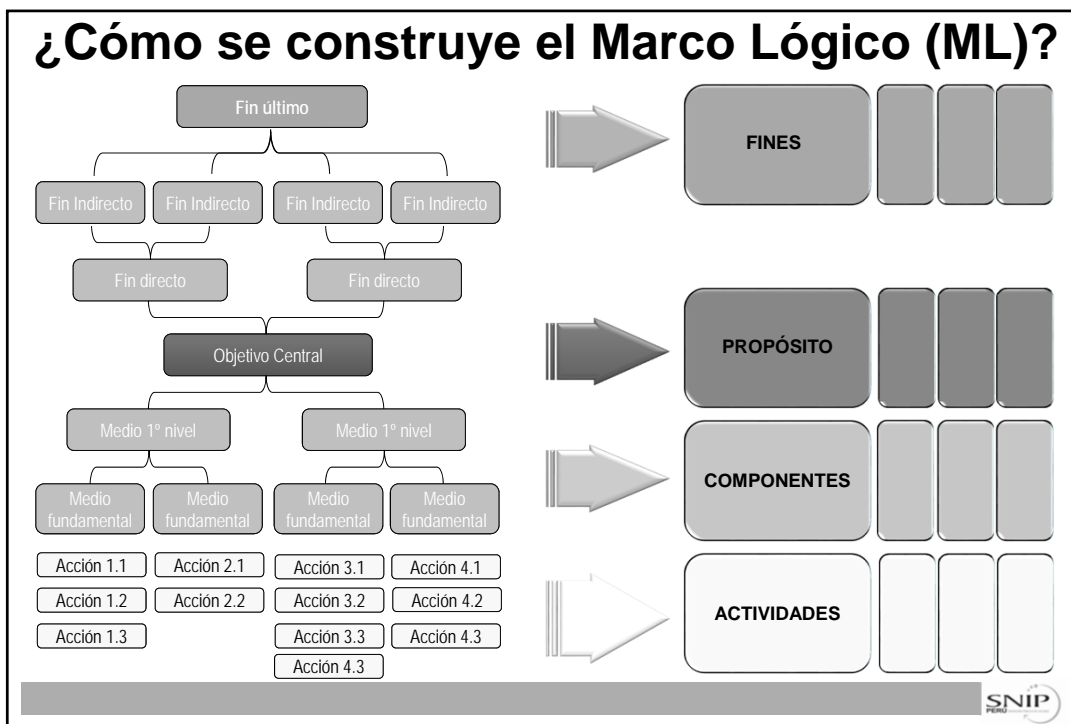 ¿Cómo se construye el Marco Lógico (ML)?
Fin último
Fin Indirecto
Fin Indirecto
Fin Indirecto
Fin Indirecto
Fin directo
Fin directo
Objetivo Central
Medio 1º nivel
Medio 1º nivel
Medio
fundamental
Medio
fundamental
Medio
fundamental
Medio
fundamental
Acción 1.1
Acción 1.2
Acción 1.3
Acción 2.1
Acción 2.2
Acción 3.1
Acción 3.2
Acción 3.3
Acción 4.3
Acción 4.1
Acción 4.2
Acción 4.3
FINES
PROPÓSITO
COMPONENTES
ACTIVIDADES
SNIP
PERÚ